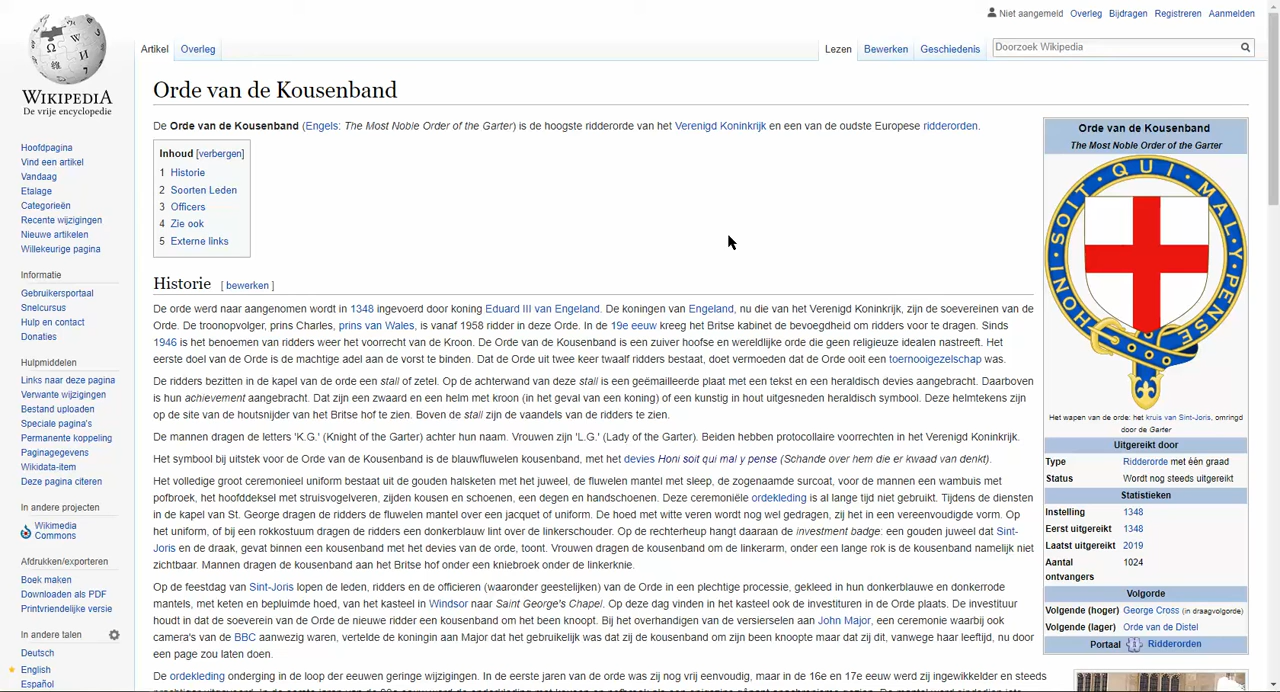 Niet aangemeld Overleg Bijdragen Registreren Aanmelden
WIKIPEDIA
De vrije encyclopedie
Artikel Overleg
Lezen Bewerken Geschiedenis Doorzoek Wikipedia
Hoofdpagina
Vind een artikel
Vandaag
Etalage
Categorieën
Recente wijzigingen
Nieuwe artikelen
Willekeurige pagina
Informatie
Gebruikersportaal
Snelcursus
Hulp en contact
Donaties
Hulpmiddelen
Links naar deze pagina
Verwante wijzigingen
Bestand uploaden
Speciale pagina's
Permanente koppeling
Paginagegevens
Wikidata-item
Deze pagina citeren
In andere projecten
Wikimedia
Commons
Afdrukken/exporteren
Boek maken
Downloaden als PDF
Printvriendelijke versie
In andere talen
Deutsch
English
Español
Orde van de Kousenband
De Orde van de Kousenband (Engels: The Most Noble Order of the Garter) is de hoogste ridderorde van het Verenigd Koninkrijk en een van de oudste Europese ridderorden.
Inhoud [verbergen]
1 Historie
2 Soorten Leden
3 Officers
4 Zie ook
5 Externe links
Historie [ bewerken ]
De orde werd naar aangenomen wordt in 1348 ingevoerd door koning Eduard III van Engeland. De koningen van Engeland, nu die van het Verenigd Koninkrijk, zijn de soevereinen van de
Orde. De troonopvolger, prins Charles, prins van Wales, is vanaf 1958 ridder in deze Orde. In de 19e eeuw kreeg het Britse kabinet de bevoegdheid om ridders voor te dragen. Sinds
1946 is het benoemen van ridders weer het voorrecht van de Kroon. De Orde van de Kousenband is een zuiver hoofse en wereldlijke orde die geen religieuze idealen nastreeft. Het
eerste doel van de Orde is de machtige adel aan de vorst te binden. Dat de Orde uit twee keer twaalf ridders bestaat, doet vermoeden dat de Orde ooit een toernooigezelschap was.
De ridders bezitten in de kapel van de orde een stall of zetel. Op de achterwand van deze stall is een geëmailleerde plaat met een tekst en een heraldisch devies aangebracht. Daarboven
is hun achievement aangebracht. Dat zijn een zwaard en een helm met kroon (in het geval van een koning) of een kunstig in hout uitgesneden heraldisch symbool. Deze helmtekens zijn
op de site van de houtsnijder van het Britse hof te zien. Boven de stall zijn de vaandels van de ridders te zien.
De mannen dragen de letters 'K.G.' (Knight of the Garter) achter hun naam. Vrouwen zijn 'L.G.' (Lady of the Garter). Beiden hebben protocollaire voorrechten in het Verenigd Koninkrijk.
Het symbool bij uitstek voor de Orde van de Kousenband is de blauwfluwelen kousenband, met het devies Honi soit qui mal y pense (Schande over hem die er kwaad van denkt).
Het volledige groot ceremonieel uniform bestaat uit de gouden halsketen met het juweel, de fluwelen mantel met sleep, de zogenaamde surcoat, voor de mannen een wambuis met
pofbroek, het hoofddeksel met struisvogelveren, zijden kousen en schoenen, een degen en handschoenen. Deze ceremoniële ordekleding is al lange tijd niet gebruikt. Tijdens de diensten
in de kapel van St. George dragen de ridders de fluwelen mantel over een jacquet of uniform. De hoed met witte veren wordt nog wel gedragen, zij het in een vereenvoudigde vorm. Op
het uniform, of bij een rokkostuum dragen de ridders een donkerblauw lint over de linkerschouder. Op de rechterheup hangt daaraan de investment badge: een gouden juweel dat Sint-
Joris en de draak, gevat binnen een kousenband met het devies van de orde, toont. Vrouwen dragen de kousenband om de linkerarm, onder een lange rok is de kousenband namelijk niet
zichtbaar. Mannen dragen de kousenband aan het Britse hof onder een kniebroek onder de linkerknie.
Op de feestdag van Sint-Joris lopen de leden, ridders en de officieren (waaronder geestelijken) van de Orde in een plechtige processie, gekleed in hun donkerblauwe en donkerrode
mantels, met keten en bepluimde hoed, van het kasteel in Windsor naar Saint George's Chapel. Op deze dag vinden in het kasteel ook de investituren in de Orde plaats. De investituur
houdt in dat de soeverein van de Orde de nieuwe ridder een kousenband om het been knoopt. Bij het overhandigen van de versierselen aan John Major, een ceremonie waarbij ook
camera's van de BBC aanwezig waren, vertelde de koningin aan Major dat het gebruikelijk was dat zij de kousenband om zijn been knoopte maar dat zij dit, vanwege haar leeftijd, nu door
een page zou laten doen.
De ordekleding onderging in de loop der eeuwen geringe wijzigingen. In de eerste jaren van de orde was zij nog vrij eenvoudig, maar in de 16e en 17e eeuw werd zij ingewikkelder en steeds
Orde van de Kousenband
The Most Noble Order of the Garter
HONI SOIT QUI MAL Y PENSE
Het wapen van de orde: het kruis van Sint-Joris, omringd
door de Garter
Uitgereikt door
Type Ridderorde met één graad
Status Wordt nog steeds uitgereikt
Statistieken
Instelling 1348
Eerst uitgereikt 1348
Laatst uitgereikt 2019
Aantal 1024
ontvangers
Volgorde
Volgende (hoger) George Cross (in draagvolgorde)
Volgende (lager) Orde van de Distel
Portaal Ridderorden